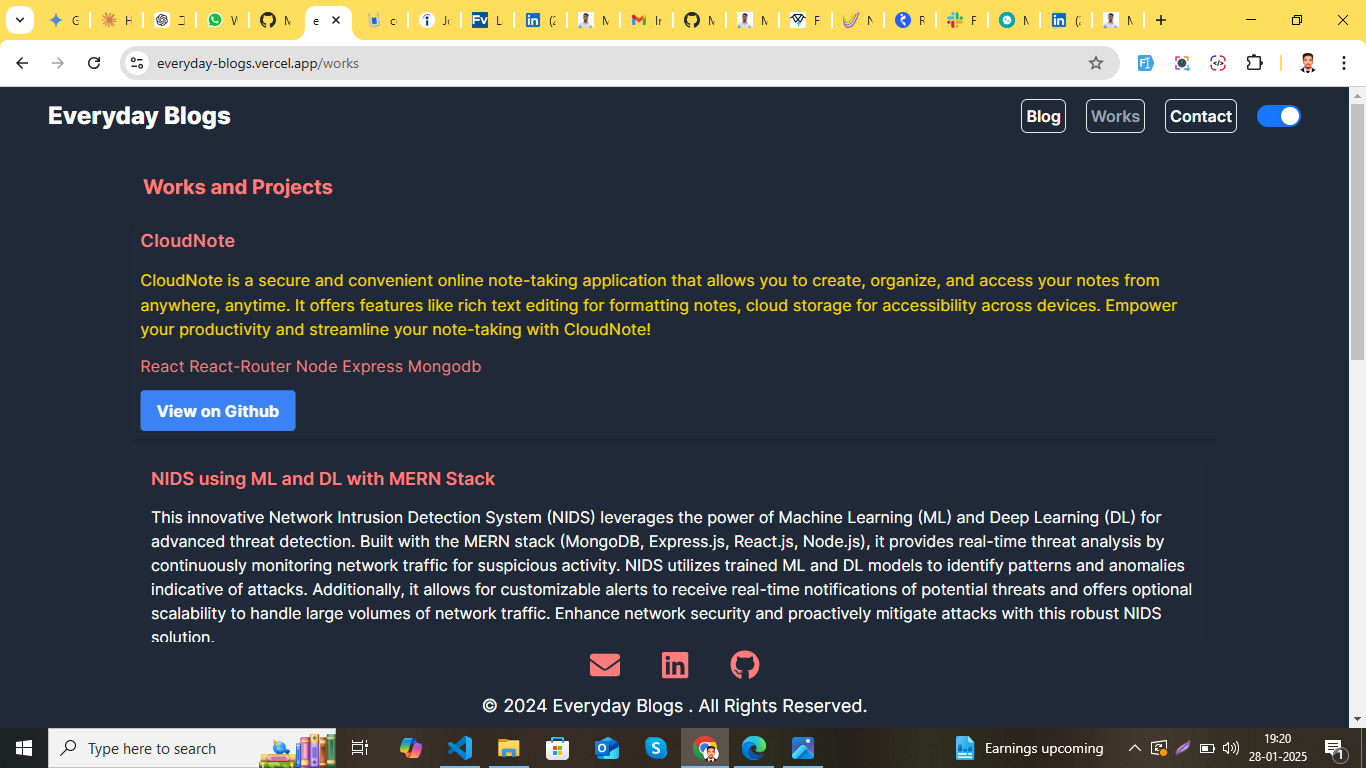 everyday-blogs.vercel.app/works
Everyday Blogs
Blog
Works
Contact
Works and Projects
CloudNote
CloudNote is a secure and convenient online note-taking application that allows you to create, organize, and access your notes from
anywhere, anytime. It offers features like rich text editing for formatting notes, cloud storage for accessibility across devices. Empower
your productivity and streamline your note-taking with CloudNote!
React React-Router Node Express Mongodb
View on Github
NIDS using ML and DL with MERN Stack
This innovative Network Intrusion Detection System (NIDS) leverages the power of Machine Learning (ML) and Deep Learning (DL) for
advanced threat detection. Built with the MERN stack (MongoDB, Express.js, React.js, Node.js), it provides real-time threat analysis by
continuously monitoring network traffic for suspicious activity. NIDS utilizes trained ML and DL models to identify patterns and anomalies
indicative of attacks. Additionally, it allows for customizable alerts to receive real-time notifications of potential threats and offers optional
scalability to handle large volumes of network traffic. Enhance network security and proactively mitigate attacks with this robust NIDS
solution.
© 2024 Everyday Blogs . All Rights Reserved.
Type here to search
Earnings upcoming
19:20
28-01-2025
1